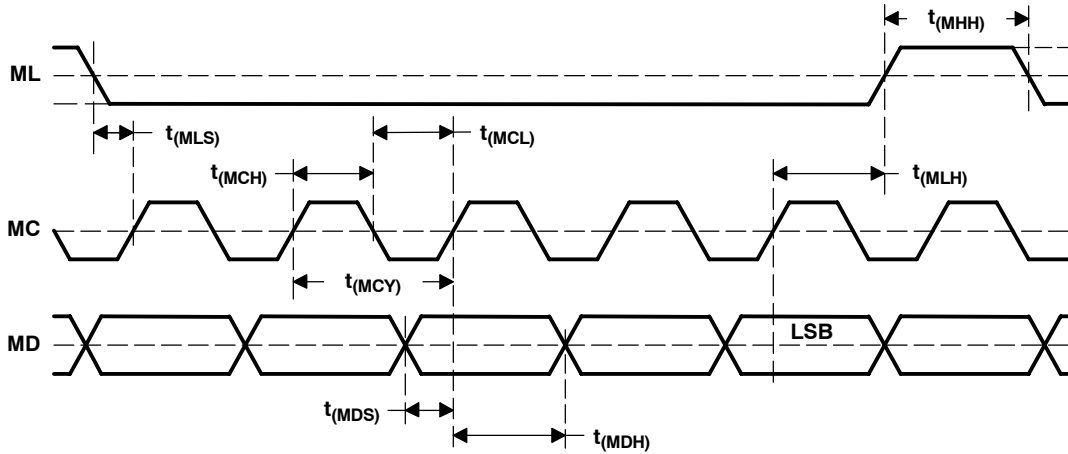 t(MHH)
ML
t(MLS)
t(MCL)
t(MCH)
t(MLH)
MC
t(MCY)
MD
LSB
t(MDS)
t(MDH)